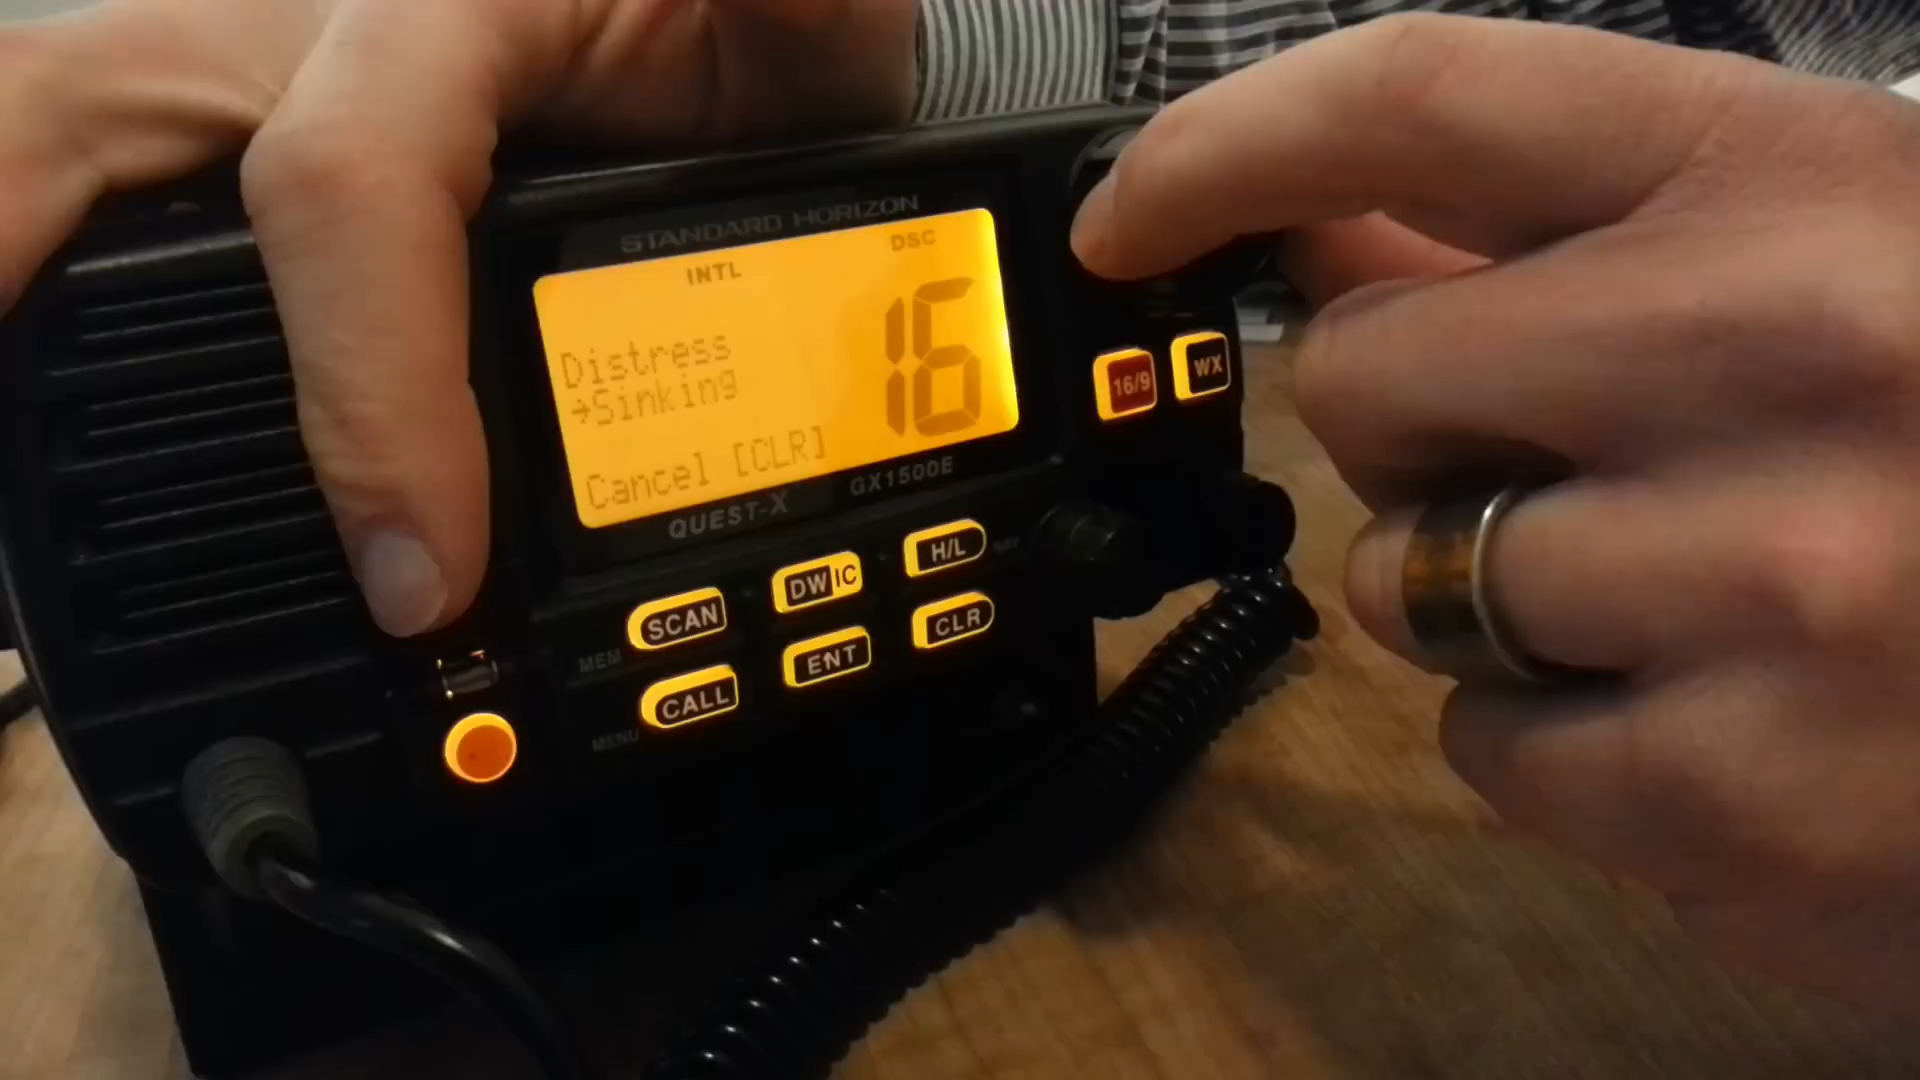 STANDARD HORIZON
INTL
DSC
16
Distress
→Sinking
Cancel [CLR]
QUEST-X
GX1500E
16/9
WX
SCAN
DW IC
H/L
NAV
MEM
CALL
ENT
CLR
MENU